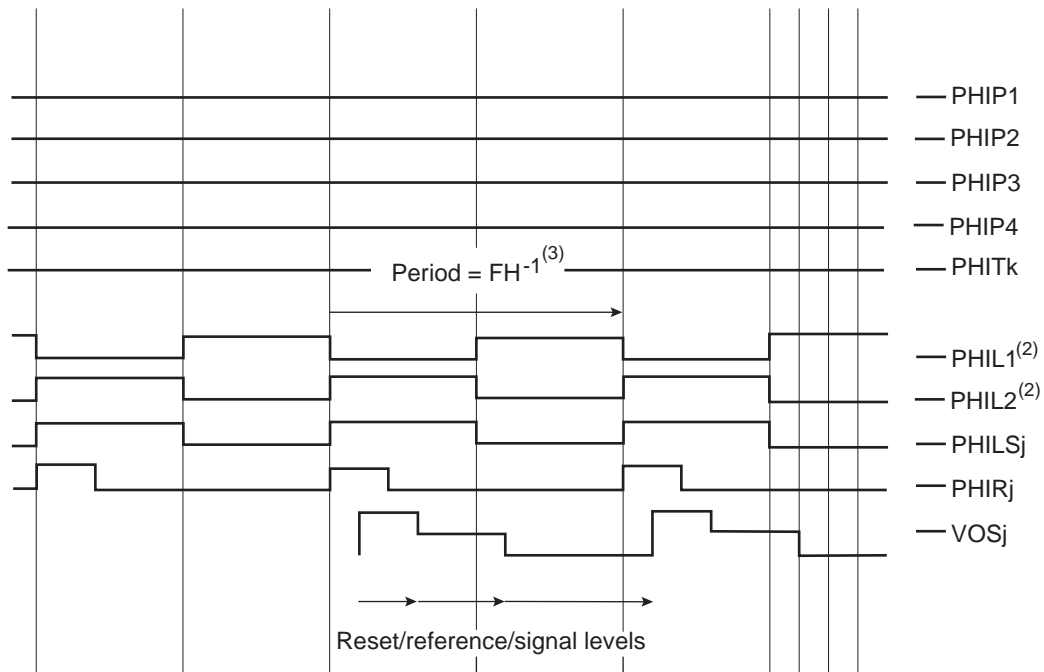 PHIP1
PHIP2
PHIP3
PHIP4
PHITk
Period = FH-1(3)
PHIL1(2)
PHIL2(2)
PHILSj
PHIRj
VOSj
Reset/reference/signal levels